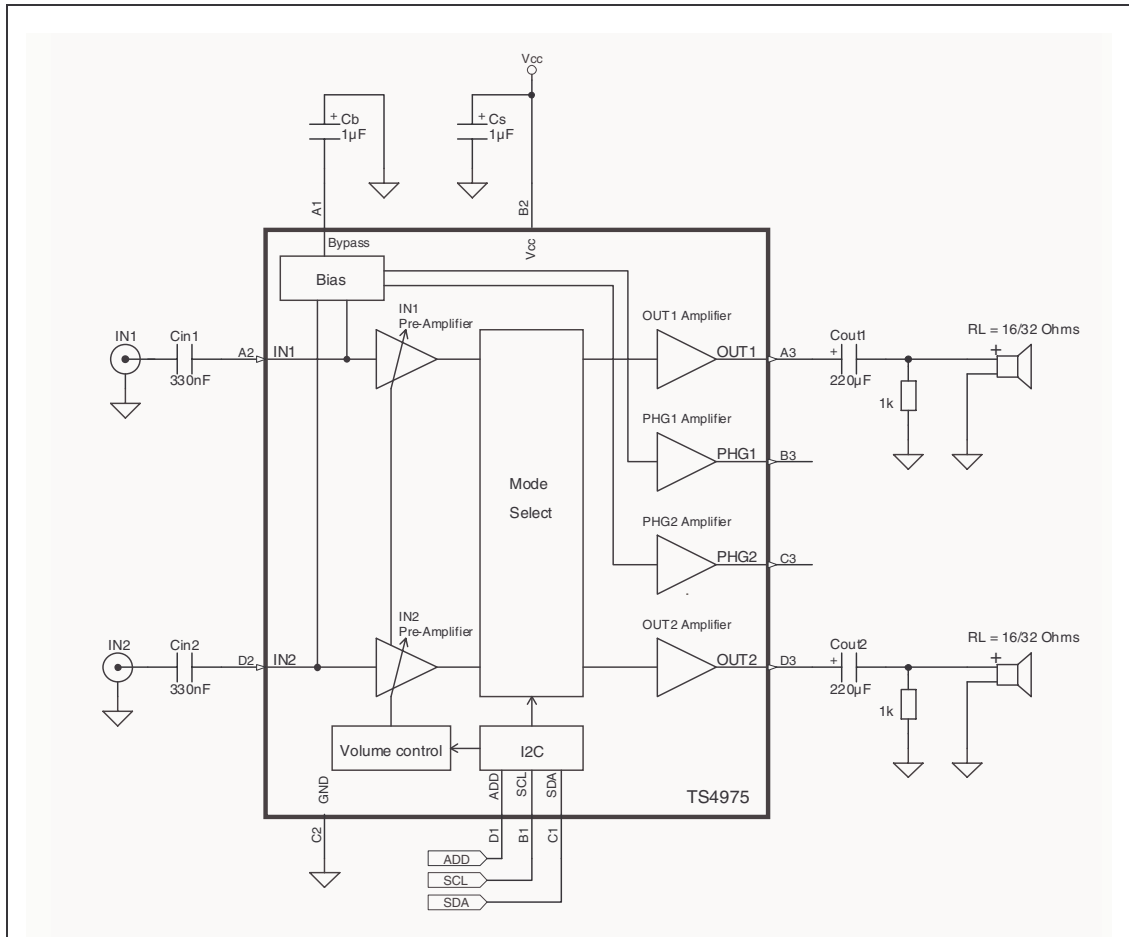 Vcc
+ Cb
1µF
+ Cs
1µF
A1
B2
Bypass
Vcc
Bias
IN1
Pre-Amplifier
OUT1 Amplifier
IN1
Cin1
330nF
A2
IN1
OUT1
A3
Cout1
+
220µF
1k
RL = 16/32 Ohms
+
PHG1 Amplifier
PHG1
B3
Mode
Select
PHG2 Amplifier
PHG2
C3
IN2
Pre-Amplifier
OUT2 Amplifier
IN2
Cin2
330nF
D2
IN2
OUT2
D3
Cout2
+
220µF
1k
RL = 16/32 Ohms
+
Volume control
I2C
GND
ADD
SCL
SDA
TS4975
C2
D1
B1
C1
ADD
SCL
SDA